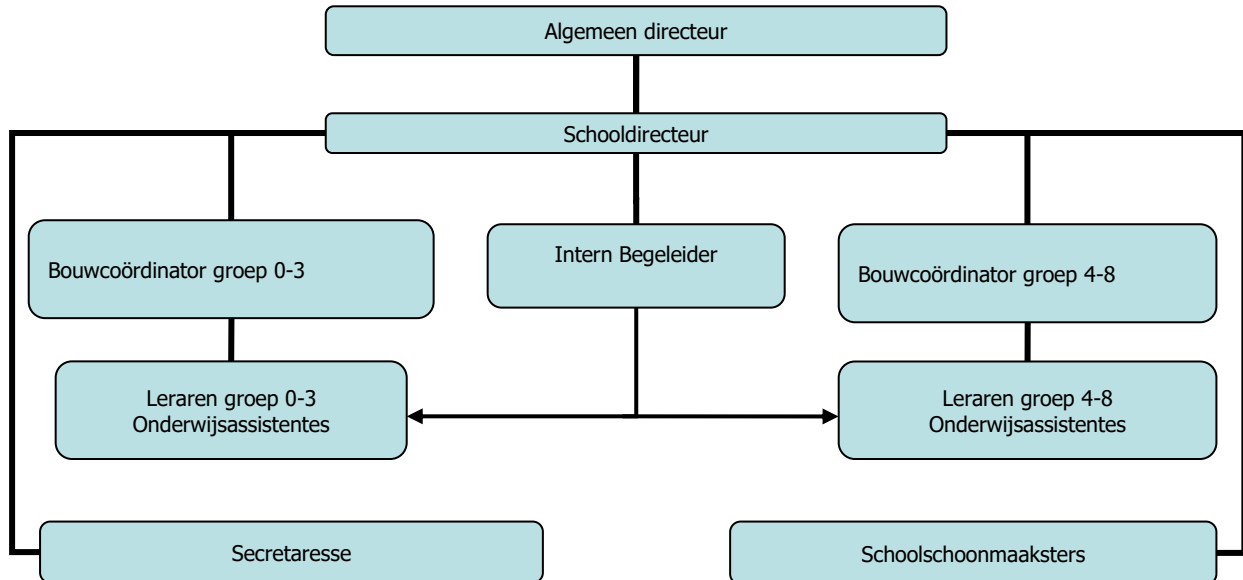 Algemeen directeur
Schooldirecteur
Bouwcoördinator groep 0-3
Intern Begeleider
Bouwcoördinator groep 4-8
Leraren groep 0-3
Onderwijsassistentes
Leraren groep 4-8
Onderwijsassistentes
Secretaresse
Schoolschoonmaaksters